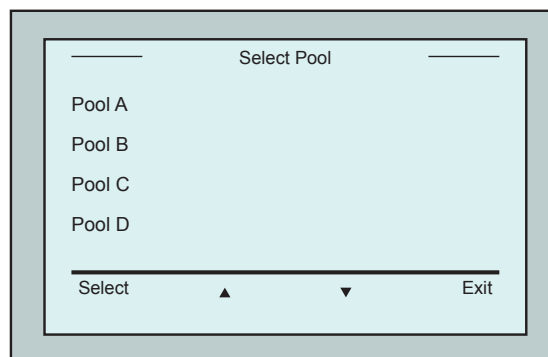 Select Pool
Pool A
Pool B
Pool C
Pool D
Select ▲ ▼ Exit